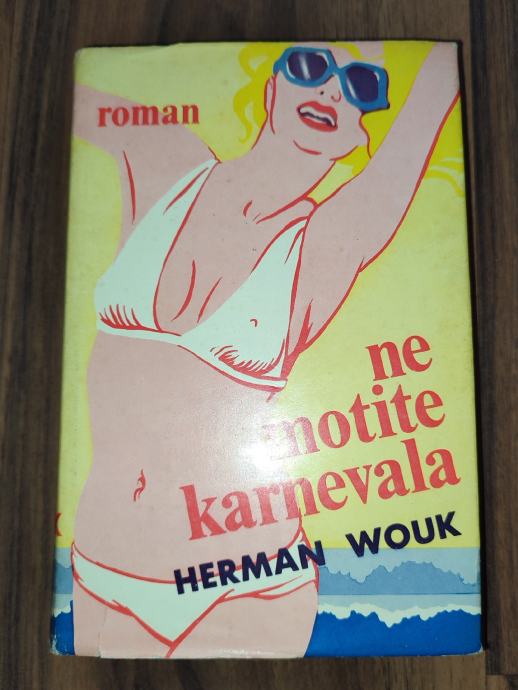 roman
ne
motite
karnevala
HERMAN WOUK